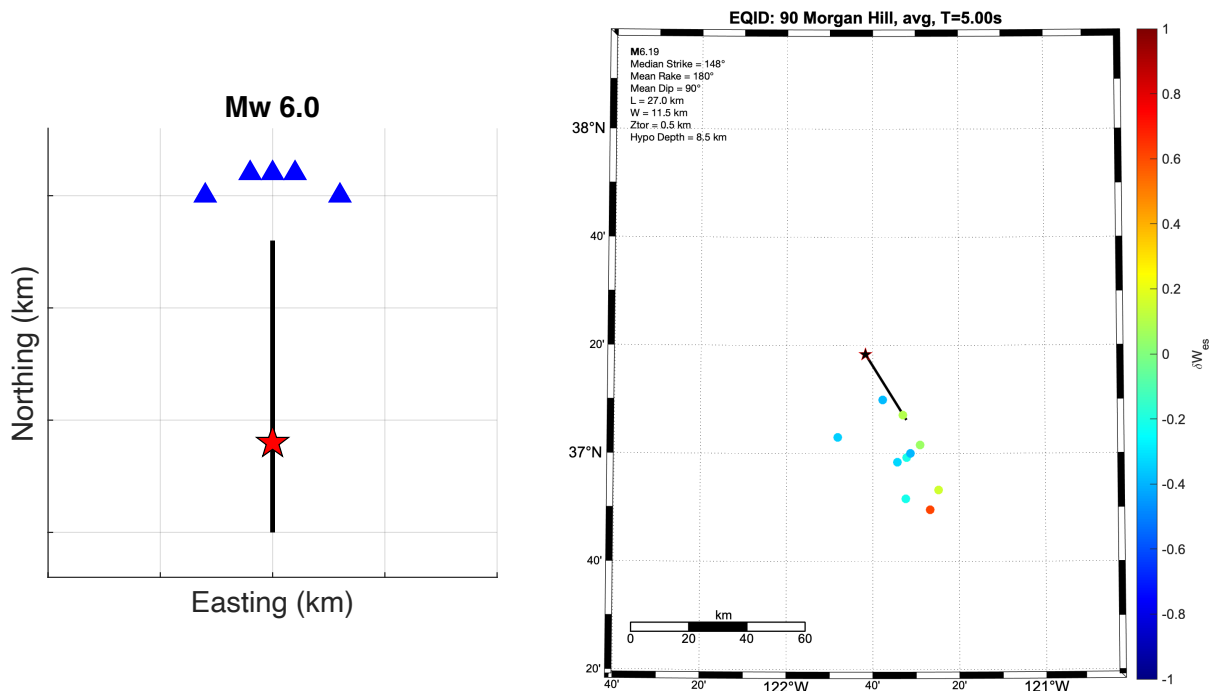 Mw 6.0
Northing (km)
Easting (km)
EQID: 90 Morgan Hill, avg, T=5.00s
M6.19
Median Strike = 148°
Mean Rake = 180°
Mean Dip = 90°
L = 27.0 km
W = 11.5 km
Ztor = 0.5 km
Hypo Depth = 8.5 km
38°N
40'
20'
37°N
40'
20'
km
0 20 40 60
40' 20' 122°W 40' 20' 121°W
1
0.8
0.6
0.4
0.2
0
-0.2
-0.4
-0.6
-0.8
-1
δWes